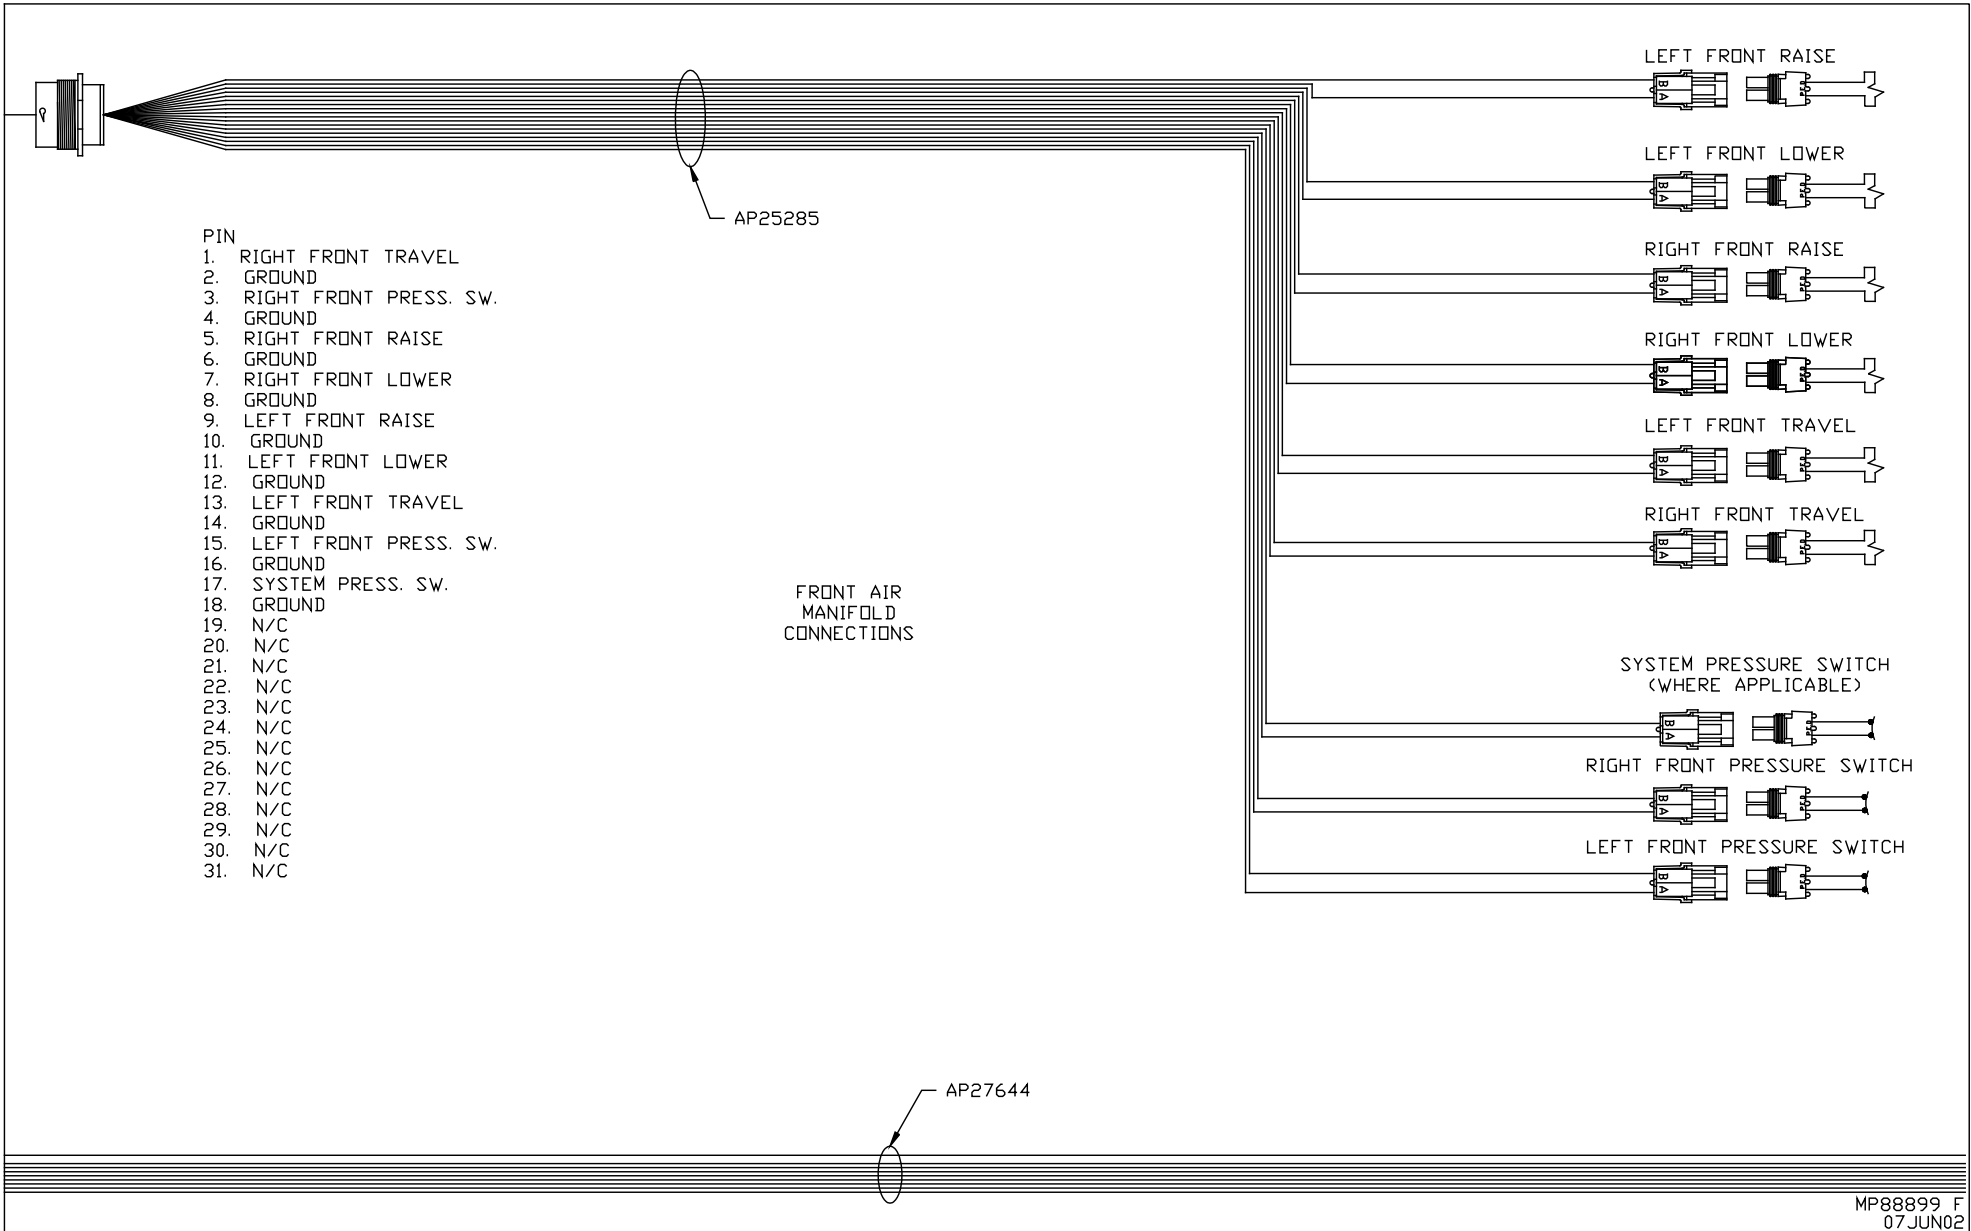 LEFT FRONT RAISE
B
A
LEFT FRONT LOWER
B
A
AP25285
PIN
1. RIGHT FRONT TRAVEL
2. GROUND
3. RIGHT FRONT PRESS. SW.
4. GROUND
5. RIGHT FRONT RAISE
6. GROUND
7. RIGHT FRONT LOWER
8. GROUND
9. LEFT FRONT RAISE
10. GROUND
11. LEFT FRONT LOWER
12. GROUND
13. LEFT FRONT TRAVEL
14. GROUND
15. LEFT FRONT PRESS. SW.
16. GROUND
17. SYSTEM PRESS. SW.
18. GROUND
19. N/C
20. N/C
21. N/C
22. N/C
23. N/C
24. N/C
25. N/C
26. N/C
27. N/C
28. N/C
29. N/C
30. N/C
31. N/C
FRONT AIR
MANIFOLD
CONNECTIONS
RIGHT FRONT RAISE
B
A
RIGHT FRONT LOWER
B
A
LEFT FRONT TRAVEL
B
A
RIGHT FRONT TRAVEL
B
A
SYSTEM PRESSURE SWITCH
(WHERE APPLICABLE)
B
A
RIGHT FRONT PRESSURE SWITCH
B
A
LEFT FRONT PRESSURE SWITCH
B
A
AP27644
MP88899 F
07JUN02